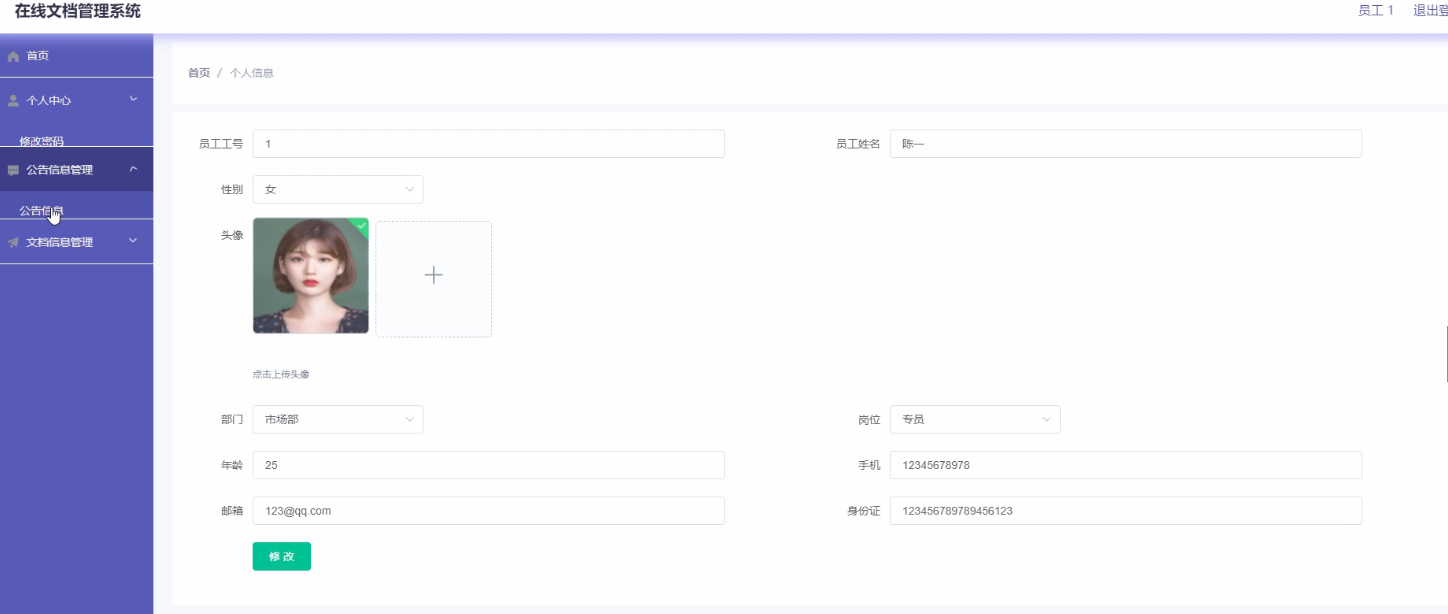 在线文档管理系统
员工 1 退出登
首页
个人中心
修改密码
公告信息管理
公告信息
文档信息管理
首页 / 个人信息
员工工号 1 员工姓名 陈一
性别 女
头像
点击上传头像
部门 市场部 岗位 专员
年龄 25 手机 12345678978
邮箱 123@qq.com 身份证 123456789789456123
修改